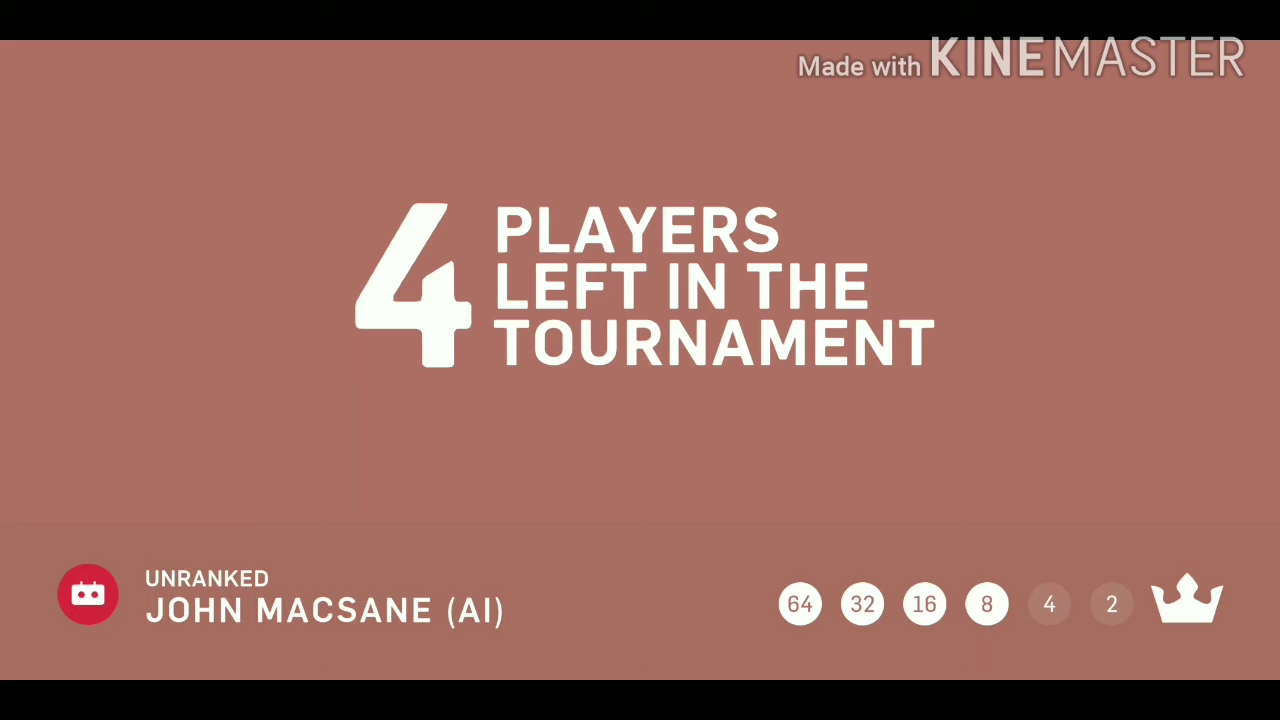 Made with KINEMASTER
4 PLAYERS
LEFT IN THE
TOURNAMENT
UNRANKED
JOHN MACSANE (AI)
64 32 16 8 4 2